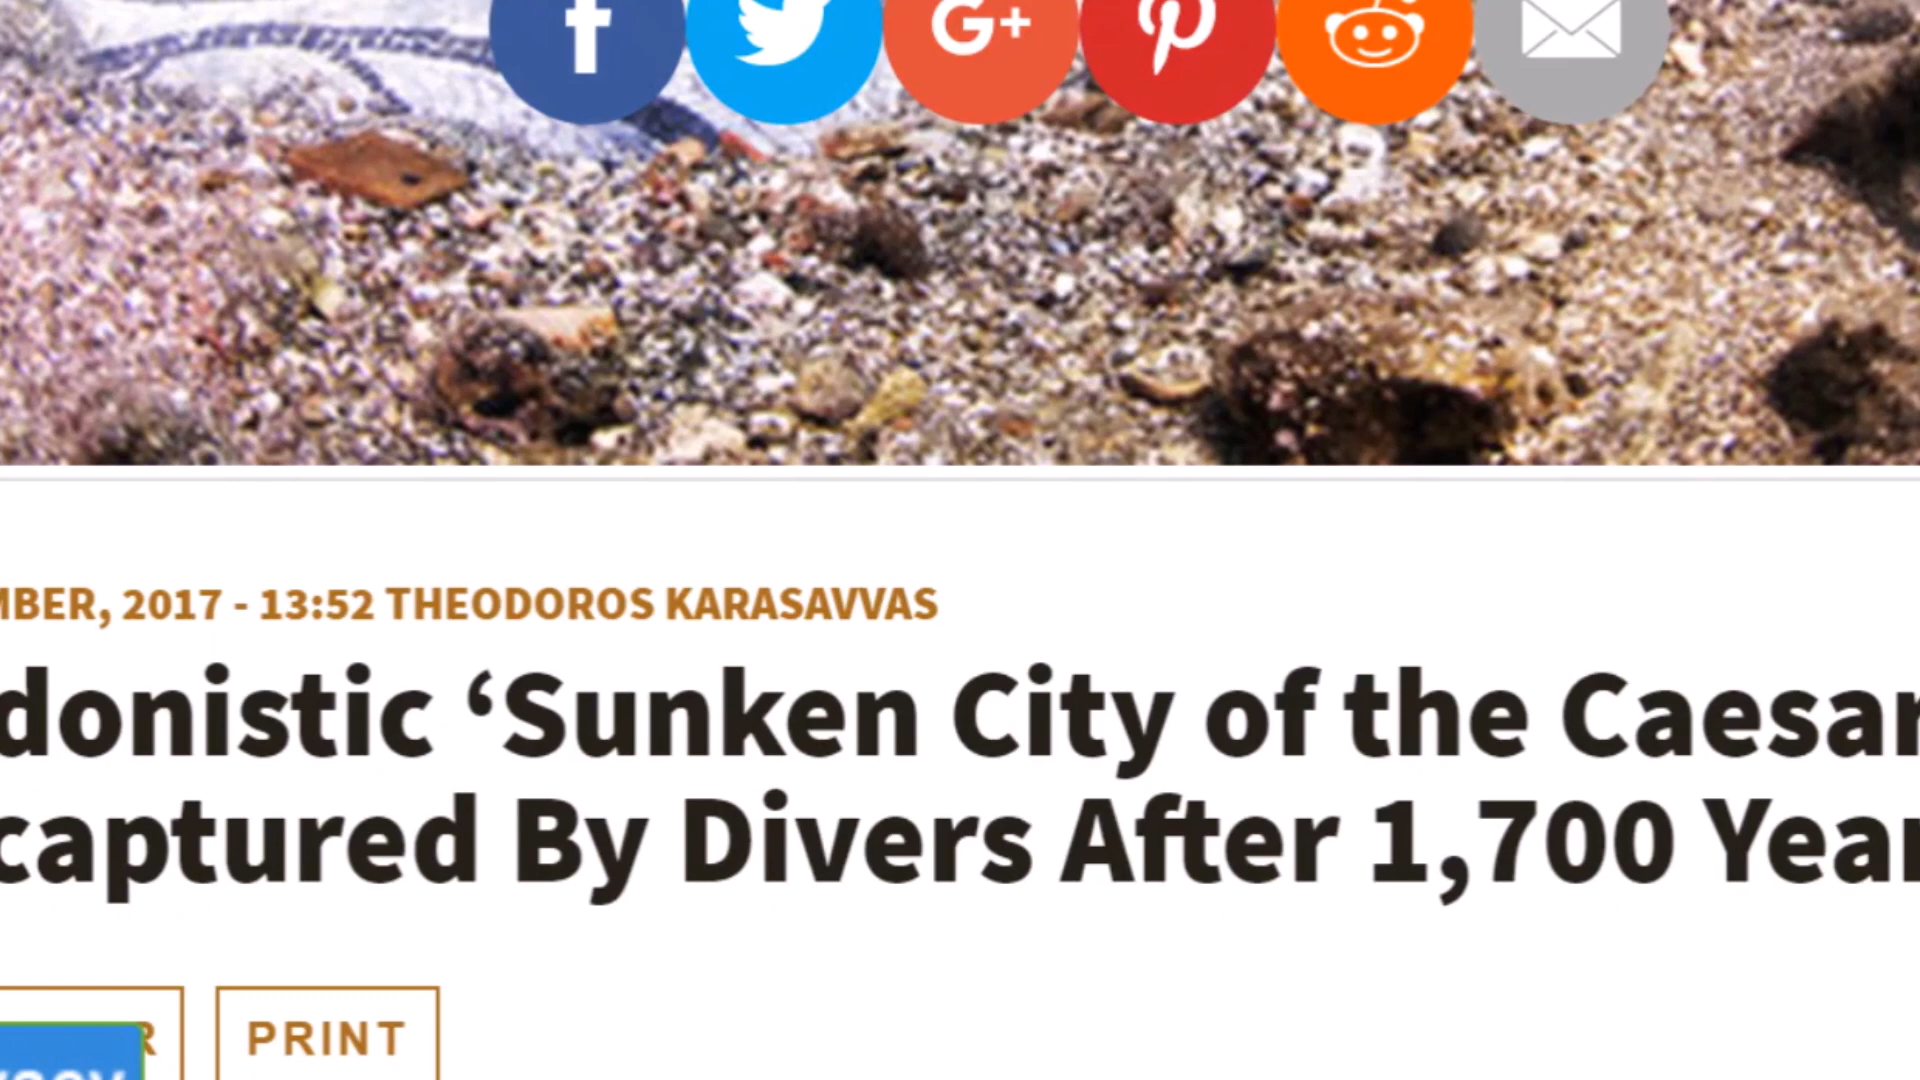 G+
MBER, 2017 - 13:52 THEODOROS KARASAVVAS
donistic ‘Sunken City of the Caesar
captured By Divers After 1,700 Year
R PRINT